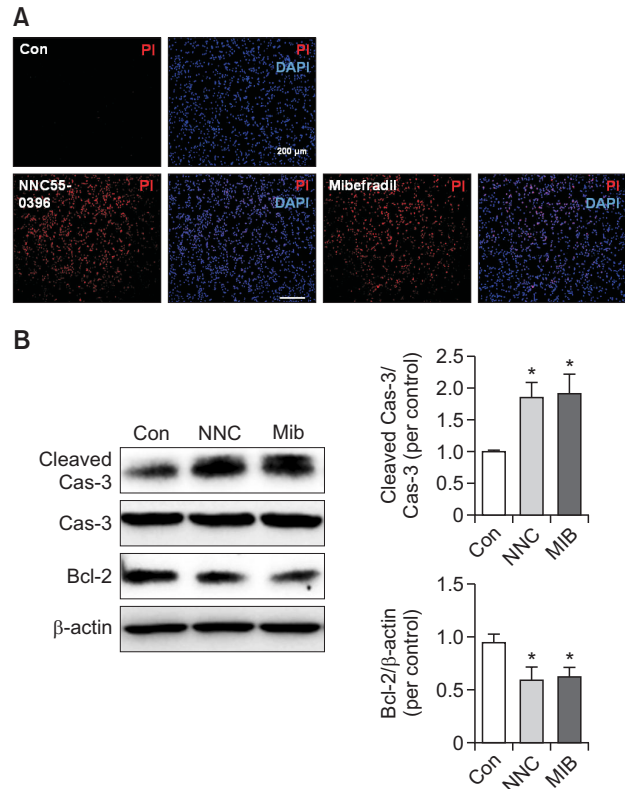 A
Con
PI
PI
DAPI
200 µm
NNC55-
0396
PI
PI
DAPI
Mibefradil
PI
PI
DAPI
B
Con NNC Mib
Cleaved
Cas-3
Cas-3
Bcl-2
β-actin
Cleaved Cas-3/
Cas-3 (per control)
2.5
2.0
1.5
1.0
0.5
0
* *
Con NNC MIB
Bcl-2/β-actin
(per control)
1.5
1.0
0.5
0
* *
Con NNC MIB